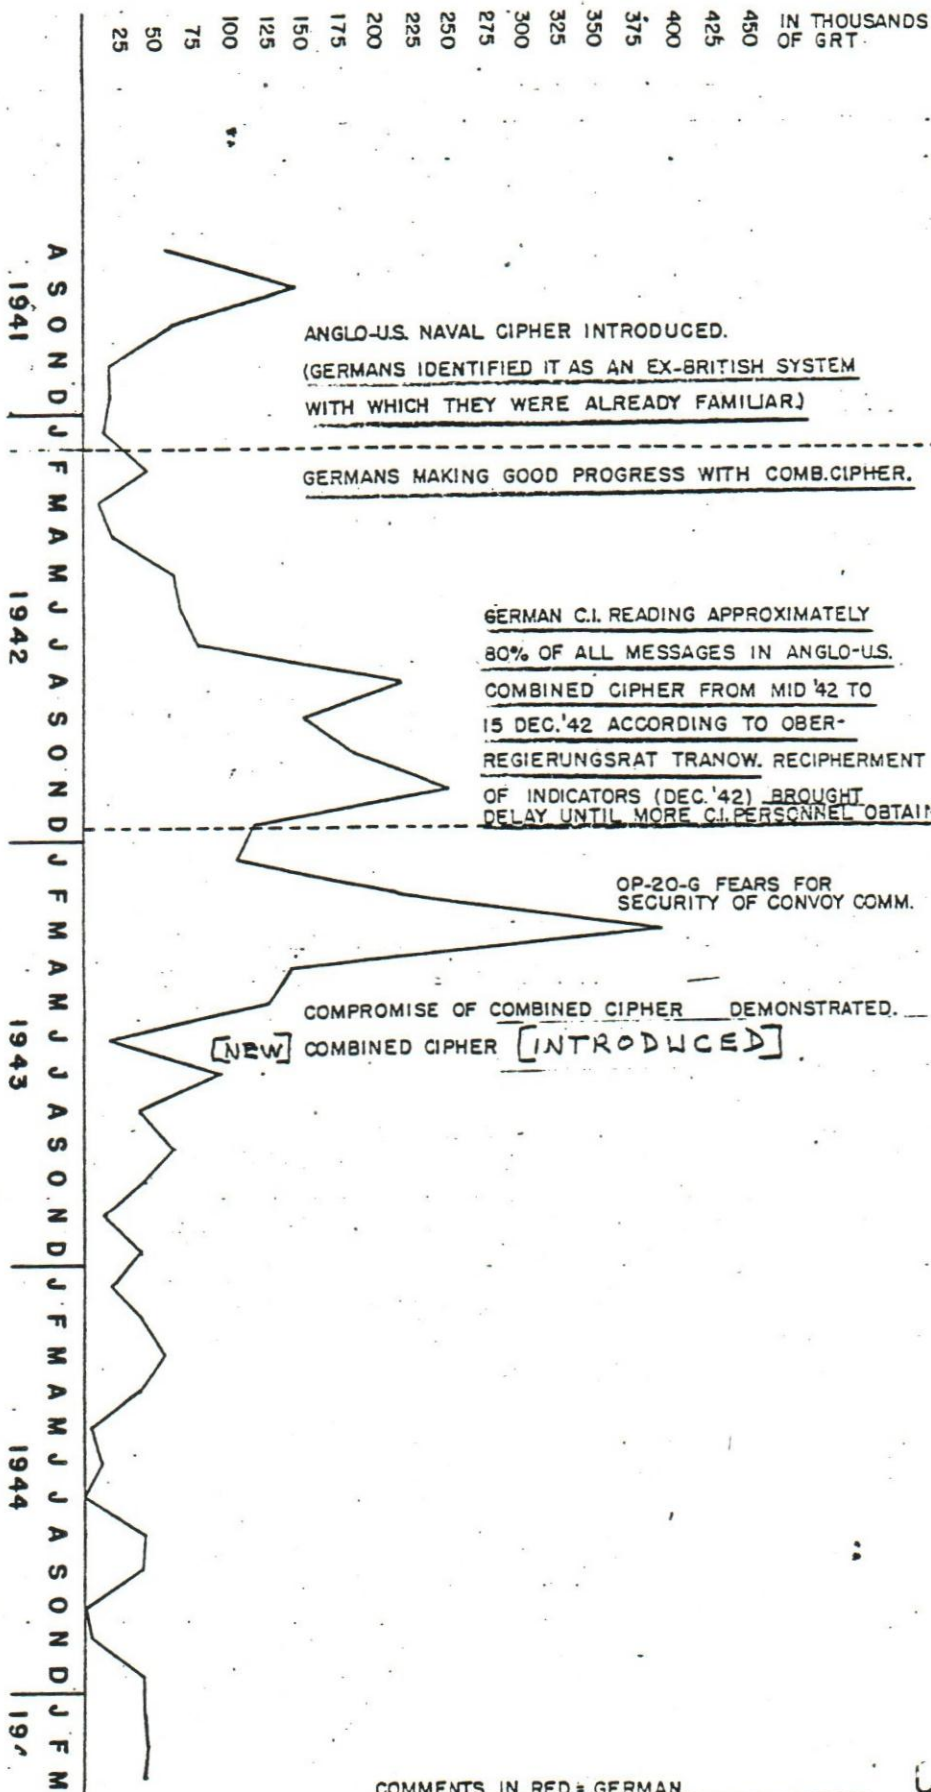 IN THOUSANDS
OF GRT.
25 50 75 100 125 150 175 200 225 250 275 300 325 350 375 400 425 450
A
S
O
N
D
1941
J
F
M
A
M
J
J
A
S
O
N
D
1942
J
F
M
A
M
J
J
A
S
O
N
D
1943
J
F
M
A
M
J
J
A
S
O
N
D
1944
J
F
M
ANGLO-U.S. NAVAL CIPHER INTRODUCED.
(GERMANS IDENTIFIED IT AS AN EX-BRITISH SYSTEM
WITH WHICH THEY WERE ALREADY FAMILIAR.)
GERMANS MAKING GOOD PROGRESS WITH COMB.CIPHER.
GERMAN C.I. READING APPROXIMATELY
80% OF ALL MESSAGES IN ANGLO-U.S.
COMBINED CIPHER FROM MID '42 TO
15 DEC.'42 ACCORDING TO OBER-
REGIERUNGSRAT TRANOW. RECIPHERMENT
OF INDICATORS (DEC.'42) BROUGHT
DELAY UNTIL MORE C.I. PERSONNEL OBTAIN
OP-20-G FEARS FOR
SECURITY OF CONVOY COMM.
COMPROMISE OF COMBINED CIPHER DEMONSTRATED.
[NEW] COMBINED CIPHER [INTRODUCED]
COMMENTS IN RED = GERMAN